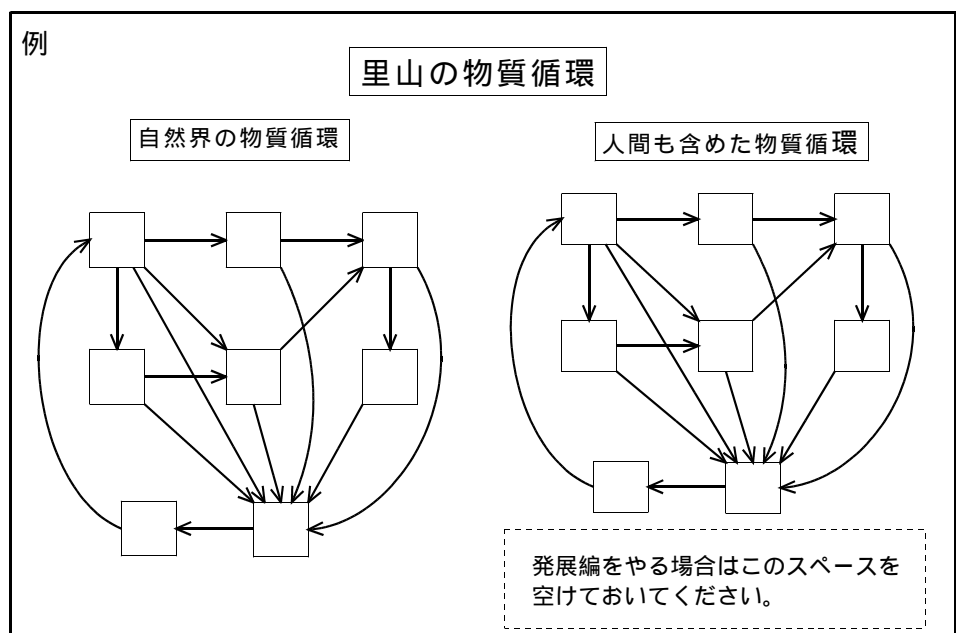 例
里山の物質循環
自然界の物質循環
人間も含めた物質循環
発展編をやる場合はこのスペースを
空けておいてください。